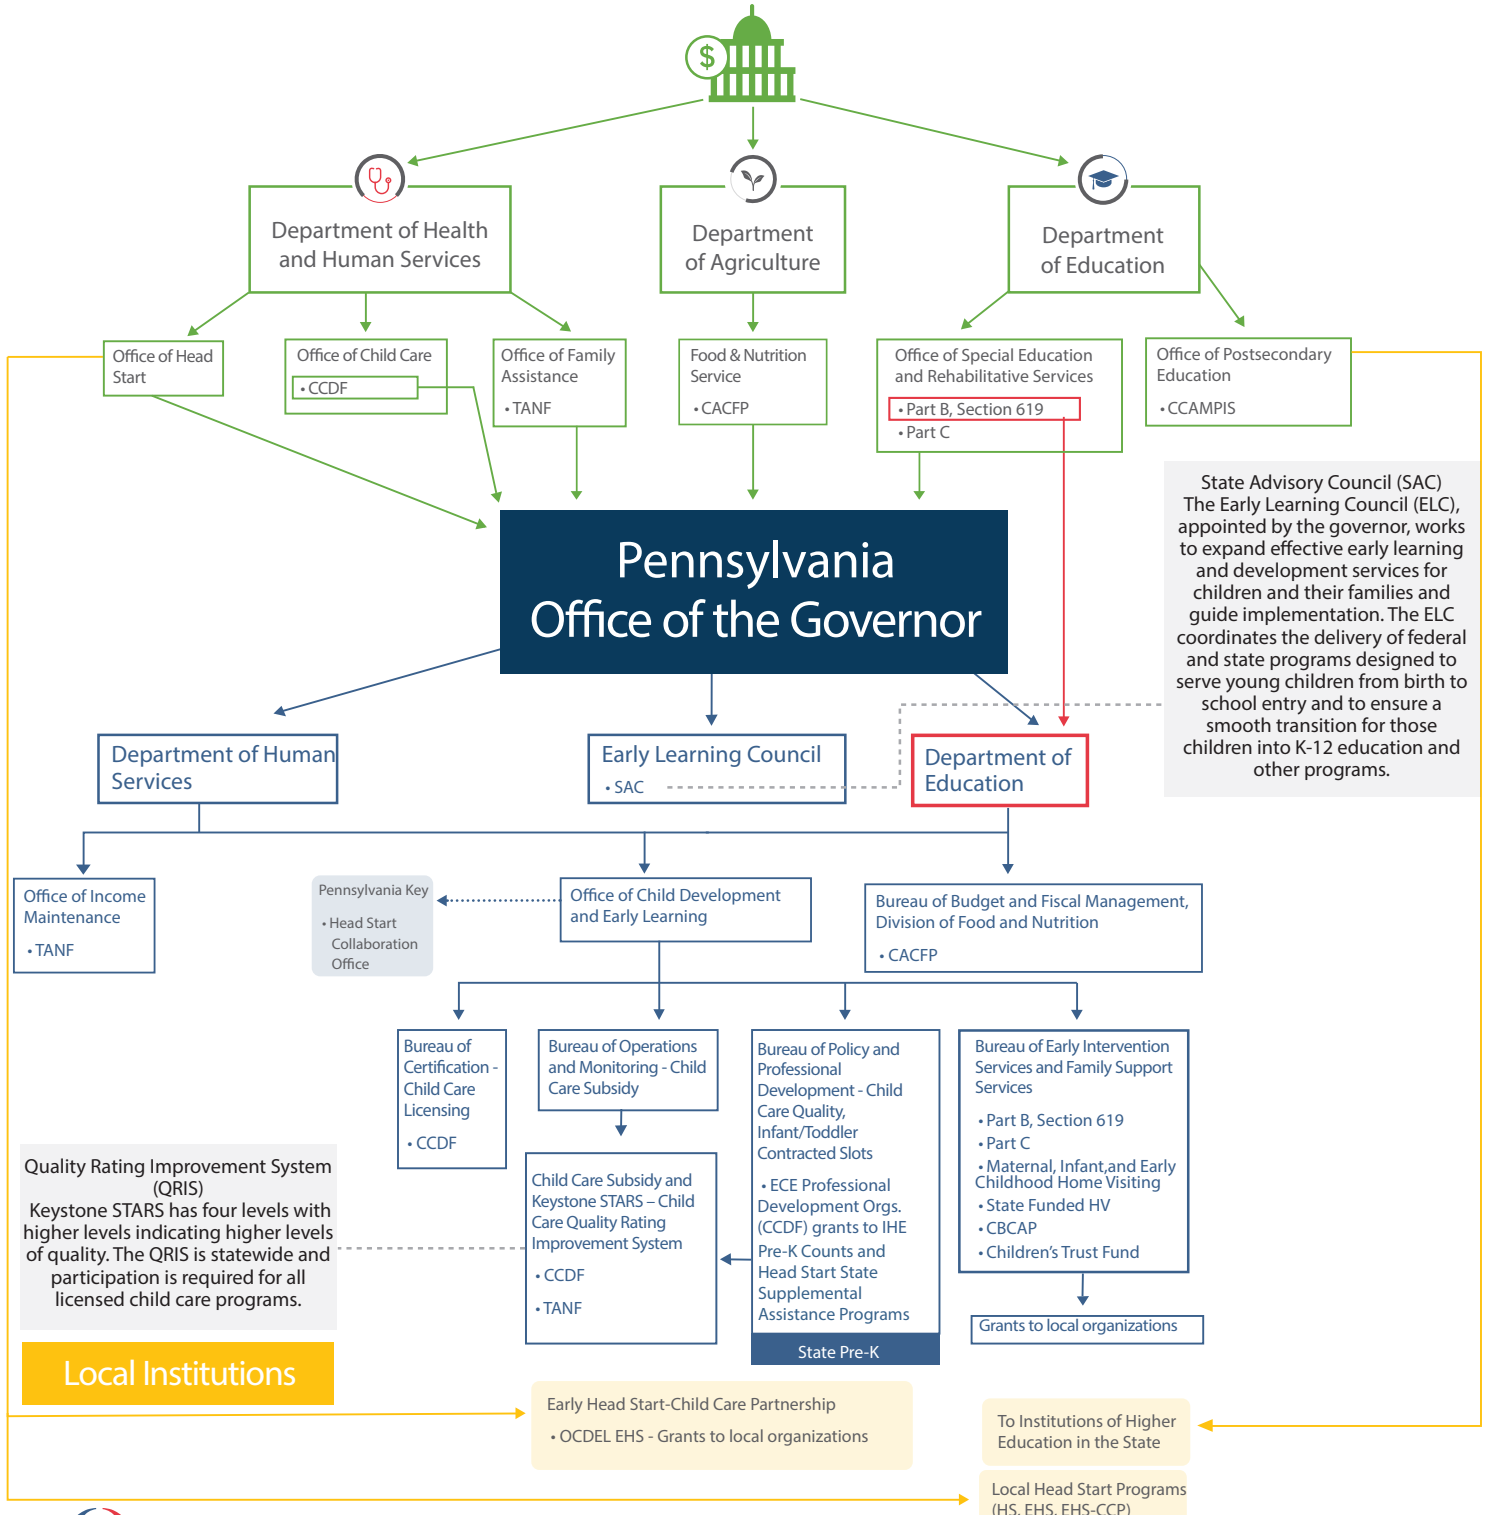 $
Department of Health
and Human Services
Department
of Agriculture
Department
of Education
Office of Head
Start
Office of Child Care
• CCDF
Office of Family
Assistance
• TANF
Food & Nutrition
Service
• CACFP
Office of Special Education
and Rehabilitative Services
• Part B, Section 619
• Part C
Office of Postsecondary
Education
• CCAMPIS
State Advisory Council (SAC)
The Early Learning Council (ELC),
appointed by the governor, works
to expand effective early learning
and development services for
children and their families and
guide implementation. The ELC
coordinates the delivery of federal
and state programs designed to
serve young children from birth to
school entry and to ensure a
smooth transition for those
children into K-12 education and
other programs.
Pennsylvania
Office of the Governor
Department of Human
Services
Early Learning Council
• SAC
Department of
Education
Office of Income
Maintenance
• TANF
Pennsylvania Key
• Head Start
Collaboration
Office
Office of Child Development
and Early Learning
Bureau of Budget and Fiscal Management,
Division of Food and Nutrition
• CACFP
Bureau of
Certification -
Child Care
Licensing
• CCDF
Bureau of Operations
and Monitoring - Child
Care Subsidy
Bureau of Policy and
Professional
Development - Child
Care Quality,
Infant/Toddler
Contracted Slots
• ECE Professional
Development Orgs.
(CCDF) grants to IHE
Pre-K Counts and
Head Start State
Supplemental
Assistance Programs
State Pre-K
Bureau of Early Intervention
Services and Family Support
Services
• Part B, Section 619
• Part C
• Maternal, Infant,and Early
Childhood Home Visiting
• State Funded HV
• CBCAP
• Children's Trust Fund
Grants to local organizations
Child Care Subsidy and
Keystone STARS – Child
Care Quality Rating
Improvement System
• CCDF
• TANF
Quality Rating Improvement System
(QRIS)
Keystone STARS has four levels with
higher levels indicating higher levels
of quality. The QRIS is statewide and
participation is required for all
licensed child care programs.
Local Institutions
Early Head Start-Child Care Partnership
• OCDEL EHS - Grants to local organizations
To Institutions of Higher
Education in the State
Local Head Start Programs
(HS, EHS, EHS-CCP)